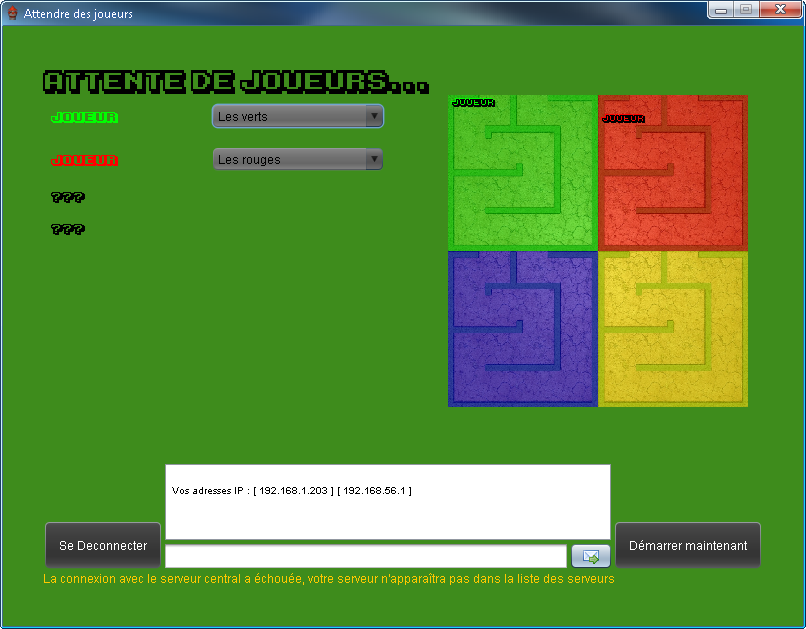 Attendre des joueurs
ATTENTE DE JOUEURS...
JOUEUR
Les verts
JOUEUR
Les rouges
???
???
JOUEUR
JOUEUR
Vos adresses IP : [ 192.168.1.203 ] [ 192.168.56.1 ]
Se Deconnecter
Démarrer maintenant
La connexion avec le serveur central a échouée, votre serveur n'apparaîtra pas dans la liste des serveurs